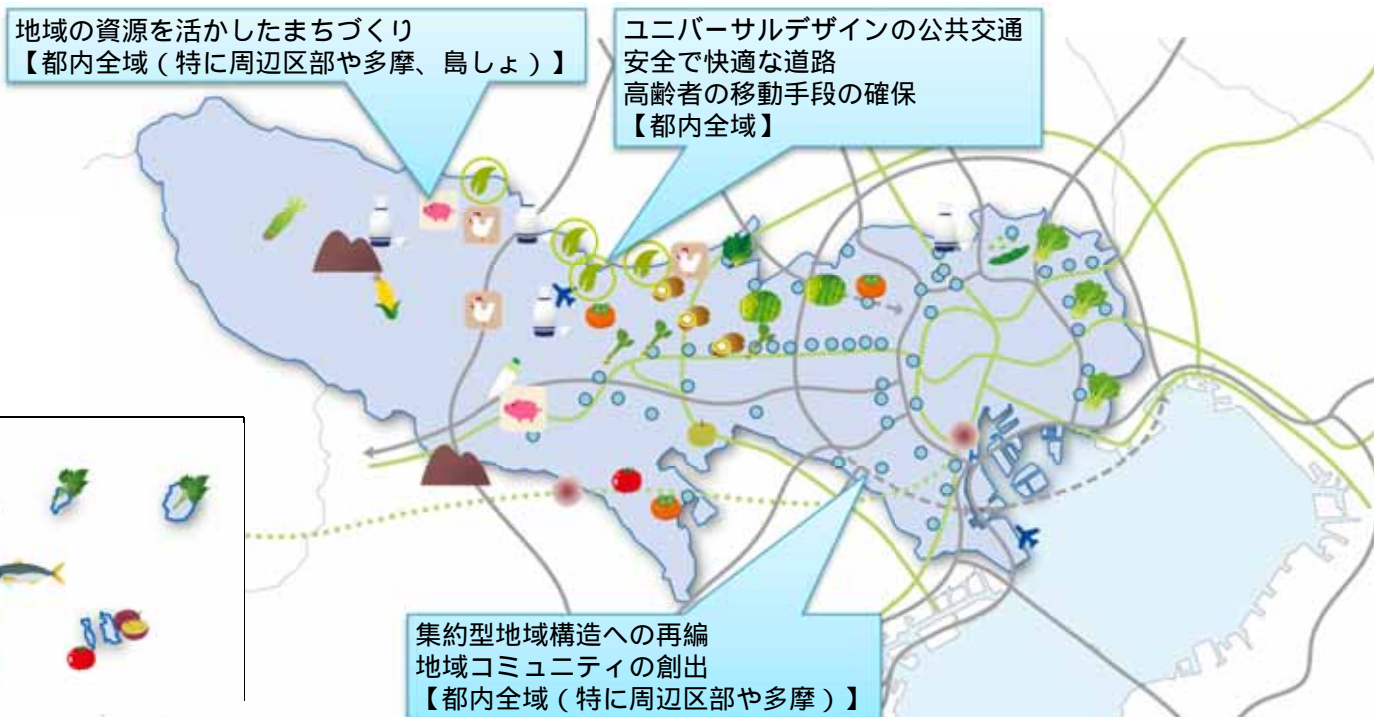 地域の資源を活かしたまちづくり
【都内全域（特に周辺区部や多摩、島しょ）】
ユニバーサルデザインの公共交通
安全で快適な道路
高齢者の移動手段の確保
【都内全域】
集約型地域構造への再編
地域コミュニティの創出
【都内全域（特に周辺区部や多摩）】